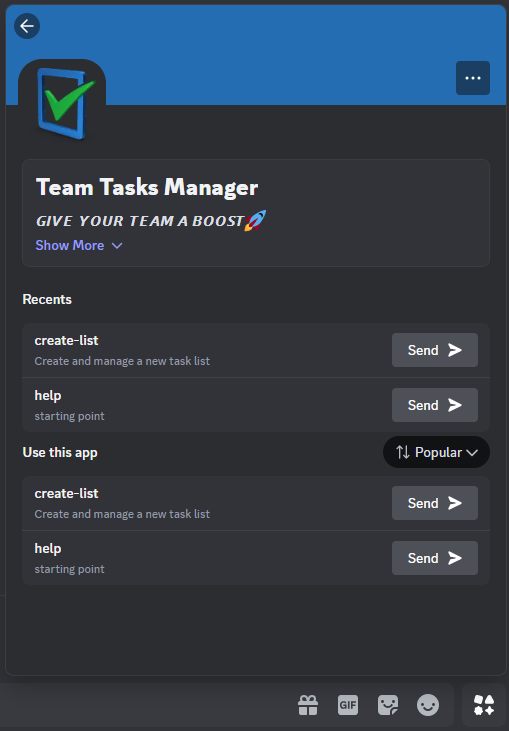 Team Tasks Manager
GIVE YOUR TEAM A BOOST🚀
Show More
Recents
create-list
Create and manage a new task list
Send
help
starting point
Send
Use this app
Popular
create-list
Create and manage a new task list
Send
help
starting point
Send
GIF